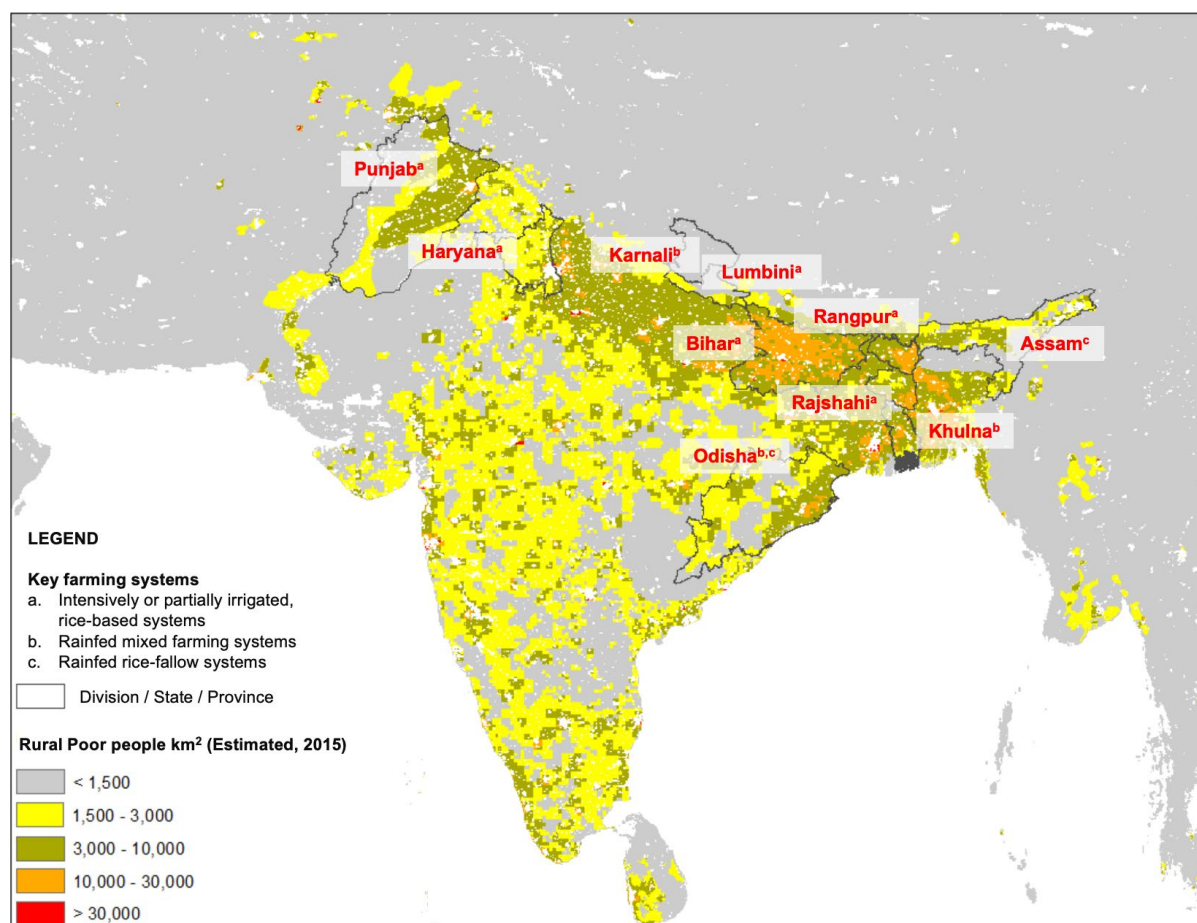 Punjabᵃ
Haryanaᵃ
Karnaliᵇ
Lumbiniᵃ
Rangpurᵃ
Biharᵃ
Assamᶜ
Rajshahiᵃ
Khulnaᵇ
Odishaᵇ,ᶜ
LEGEND
Key farming systems
a. Intensively or partially irrigated,
rice-based systems
b. Rainfed mixed farming systems
c. Rainfed rice-fallow systems
Division / State / Province
Rural Poor people km² (Estimated, 2015)
< 1,500
1,500 - 3,000
3,000 - 10,000
10,000 - 30,000
> 30,000